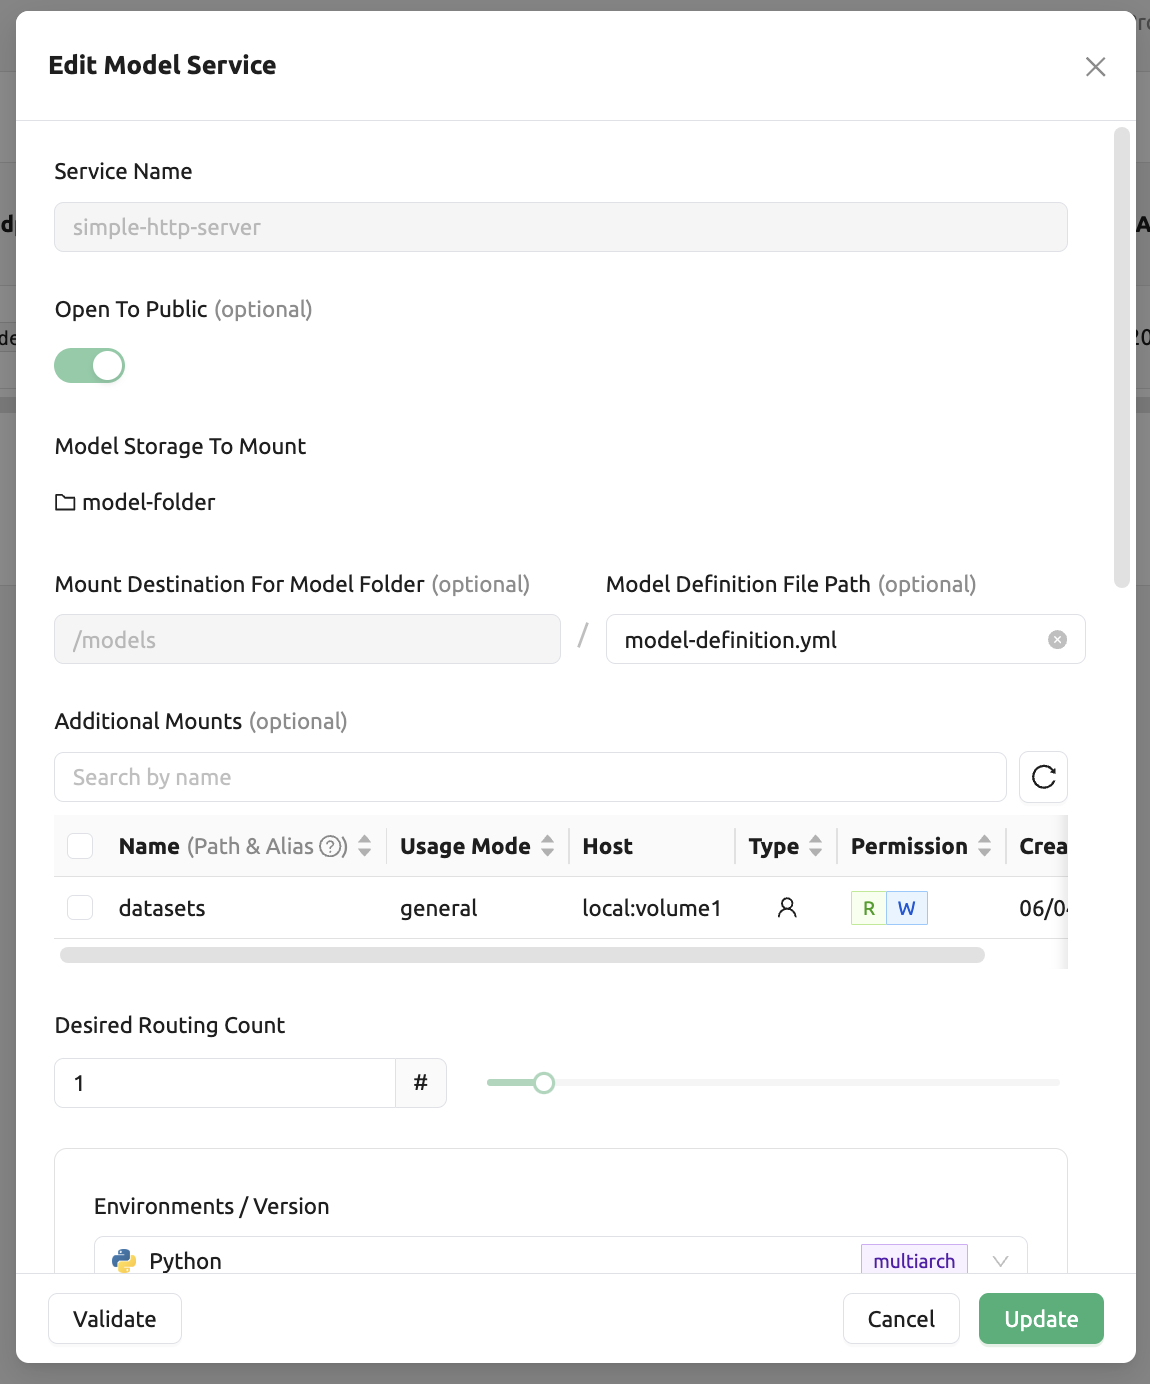 Edit Model Service
Service Name
simple-http-server
Open To Public (optional)
Model Storage To Mount
model-folder
Mount Destination For Model Folder (optional)
/models
/
Model Definition File Path (optional)
model-definition.yml
Additional Mounts (optional)
Search by name
Name (Path & Alias ?) Usage Mode Host Type Permission Crea
datasets general local:volume1 R W 06/04
Desired Routing Count
1 #
Environments / Version
Python multiarch
Validate Cancel Update